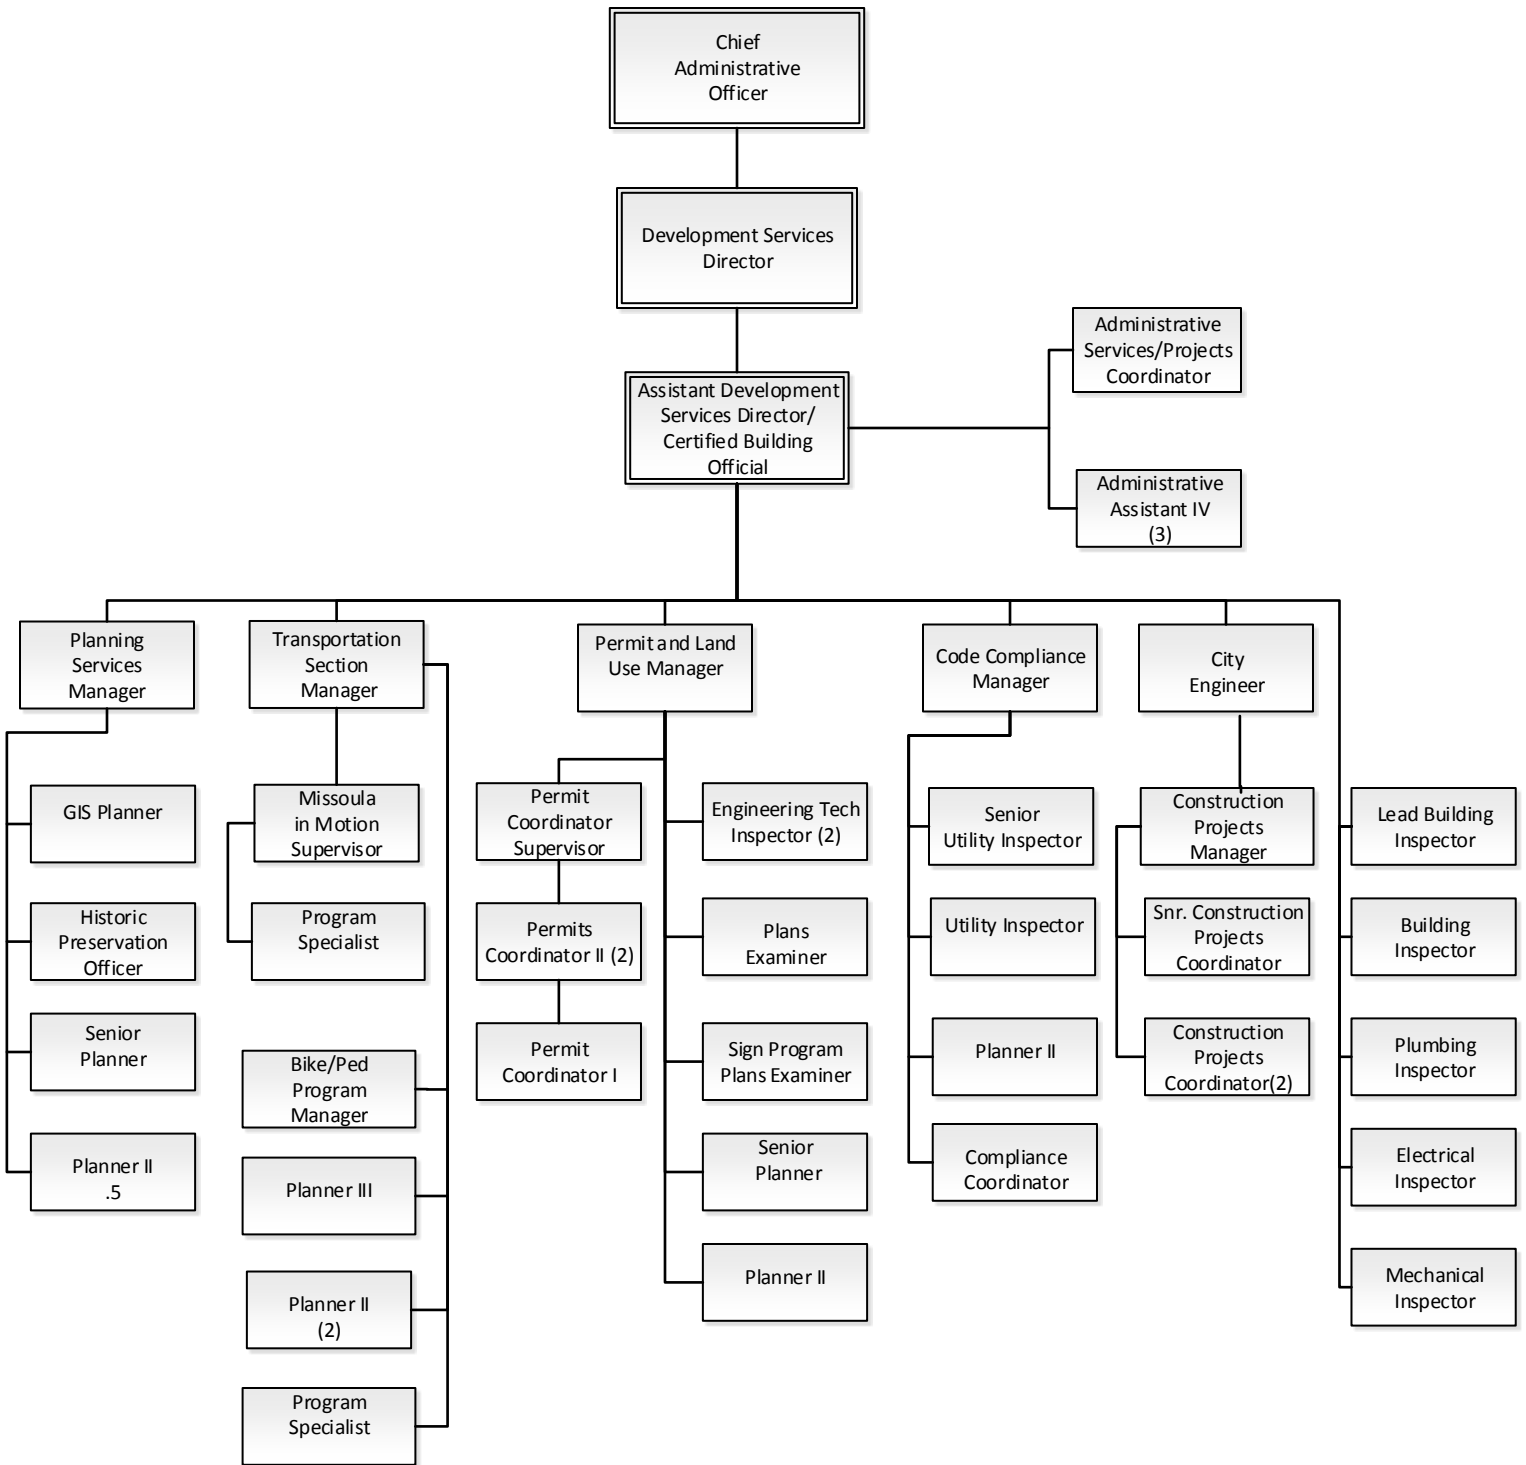 Chief
Administrative
Officer
Development Services
Director
Assistant Development
Services Director/
Certified Building
Official
Administrative
Services/Projects
Coordinator
Administrative
Assistant IV
(3)
Planning
Services
Manager
Transportation
Section
Manager
Permit and Land
Use Manager
Code Compliance
Manager
City
Engineer
GIS Planner
Historic
Preservation
Officer
Senior
Planner
Planner II
.5
Missoula
in Motion
Supervisor
Program
Specialist
Bike/Ped
Program
Manager
Planner III
Planner II
(2)
Program
Specialist
Permit
Coordinator
Supervisor
Permits
Coordinator II (2)
Permit
Coordinator I
Engineering Tech
Inspector (2)
Plans
Examiner
Sign Program
Plans Examiner
Senior
Planner
Planner II
Senior
Utility Inspector
Utility Inspector
Planner II
Compliance
Coordinator
Construction
Projects
Manager
Snr. Construction
Projects
Coordinator
Construction
Projects
Coordinator(2)
Lead Building
Inspector
Building
Inspector
Plumbing
Inspector
Electrical
Inspector
Mechanical
Inspector